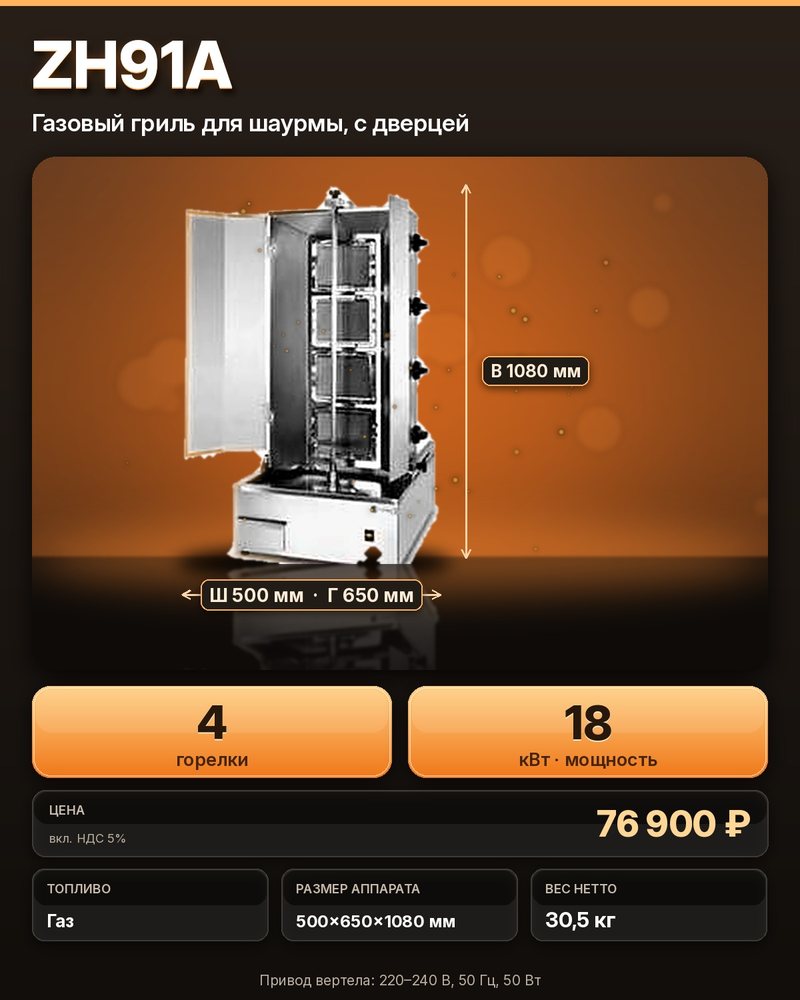 ZH91A
Газовый гриль для шаурмы, с дверцей
В 1080 мм
Ш 500 мм · Г 650 мм
4
горелки
18
кВт · мощность
ЦЕНА
вкл. НДС 5%
76 900 ₽
ТОПЛИВО
Газ
РАЗМЕР АППАРАТА
500×650×1080 мм
ВЕС НЕТТО
30,5 кг
Привод вертела: 220–240 В, 50 Гц, 50 Вт